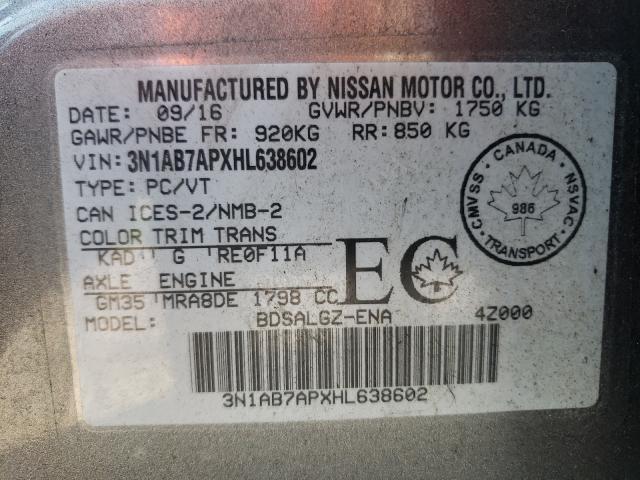 MANUFACTURED BY NISSAN MOTOR CO., LTD.
DATE: 09/16 GVWR/PNBV: 1750 KG
GAWR/PNBE FR: 920KG RR: 850 KG
VIN: 3N1AB7APXHL638602
TYPE: PC/VT
CAN ICES-2/NMB-2
COLOR TRIM TRANS
KAD G RE0F11A
AXLE ENGINE
GM35 MRA8DE 1798 CC
EC
CANADA
CMVSS NSVAC
986
TRANSPORT
MODEL: BDSALGZ-ENA 4Z000
3N1AB7APXHL638602